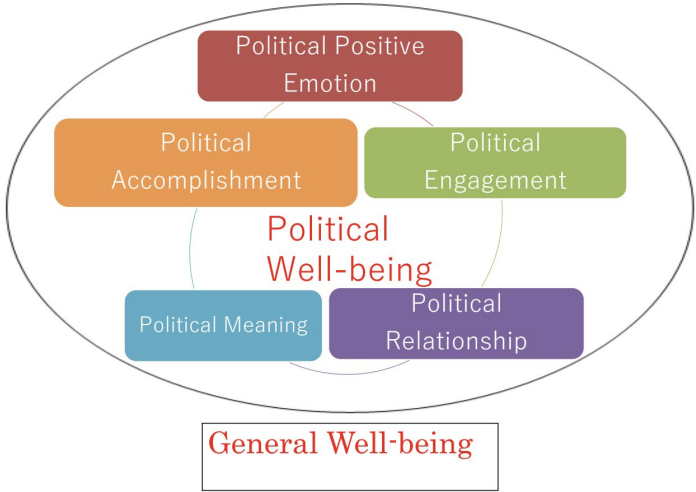 Political Positive
Emotion
Political
Accomplishment
Political
Engagement
Political
Well-being
Political Meaning
Political
Relationship
General Well-being